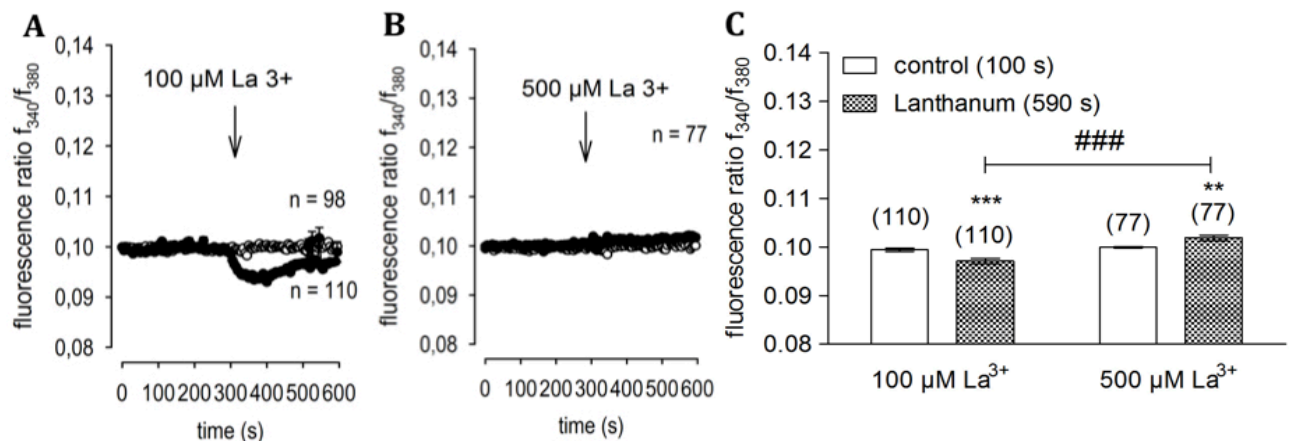 A
fluorescence ratio f340/f380
0,14
0,13
0,12
0,11
0,10
0,09
0,08
100 µM La 3+
n = 98
n = 110
0 100 200 300 400 500 600
time (s)
B
fluorescence ratio f340/f380
0,14
0,13
0,12
0,11
0,10
0,09
0,08
500 µM La 3+
n = 77
0 100 200 300 400 500 600
time (s)
C
fluorescence ratio f340/f380
0.14
0.13
0.12
0.11
0.10
0.09
0.08
control (100 s)
Lanthanum (590 s)
###
*** **
(110) (110) (77) (77)
100 µM La3+ 500 µM La3+